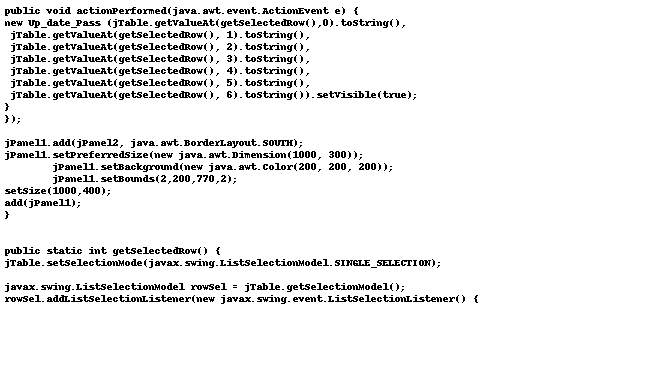 public void actionPerformed(java.awt.event.ActionEvent e) {
new Up_date_Pass (jTable.getValueAt(getSelectedRow(),0).toString(),
 jTable.getValueAt(getSelectedRow(), 1).toString(),
 jTable.getValueAt(getSelectedRow(), 2).toString(),
 jTable.getValueAt(getSelectedRow(), 3).toString(),
 jTable.getValueAt(getSelectedRow(), 4).toString(),
 jTable.getValueAt(getSelectedRow(), 5).toString(),
 jTable.getValueAt(getSelectedRow(), 6).toString()).setVisible(true);
}
});

jPanel1.add(jPanel2, java.awt.BorderLayout.SOUTH);
jPanel1.setPreferredSize(new java.awt.Dimension(1000, 300));
        jPanel1.setBackground(new java.awt.Color(200, 200, 200));
        jPanel1.setBounds(2,200,770,2);
setSize(1000,400);
add(jPanel1);
}

public static int getSelectedRow() {
jTable.setSelectionMode(javax.swing.ListSelectionModel.SINGLE_SELECTION);

javax.swing.ListSelectionModel rowSel = jTable.getSelectionModel();
rowSel.addListSelectionListener(new javax.swing.event.ListSelectionListener() {